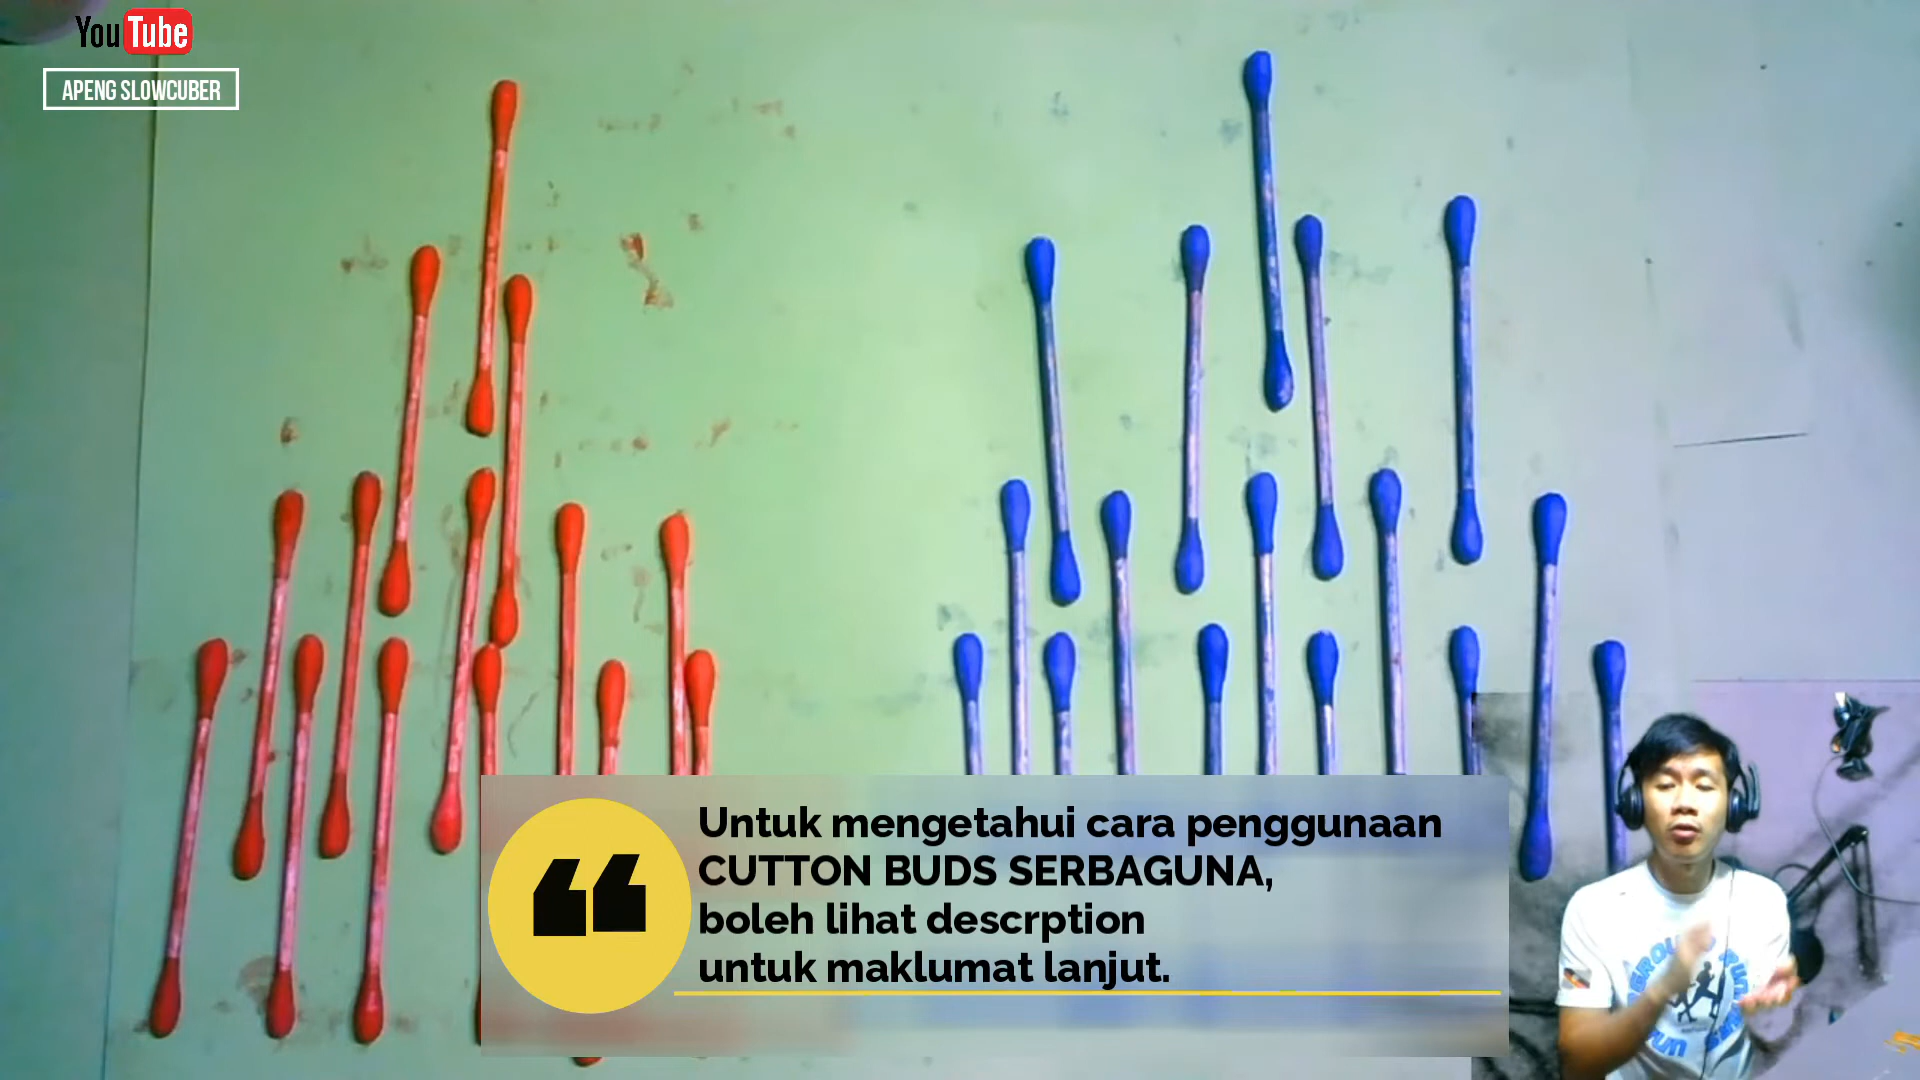 YouTube
APENG SLOWCUBER
Untuk mengetahui cara penggunaan
CUTTON BUDS SERBAGUNA,
boleh lihat descrption
untuk maklumat lanjut.